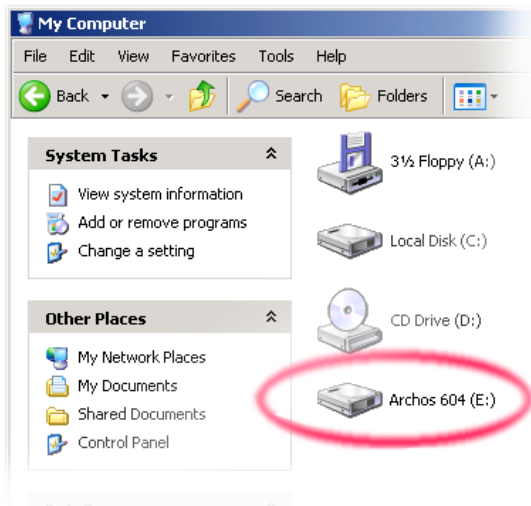 My Computer
File Edit View Favorites Tools Help
Back Search Folders
System Tasks
View system information
Add or remove programs
Change a setting
Other Places
My Network Places
My Documents
Shared Documents
Control Panel
3½ Floppy (A:)
Local Disk (C:)
CD Drive (D:)
Archos 604 (E:)